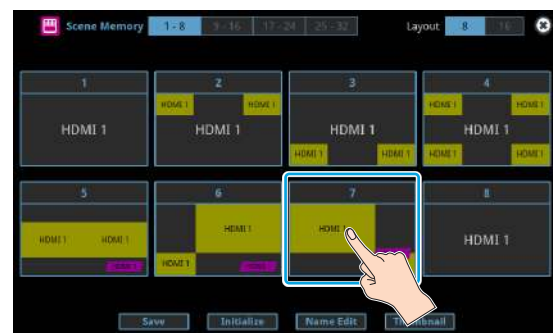 Scene Memory 1 - 8 9 - 16 17 - 24 25 - 32 Layout 8 16
1 2 3 4
HDMI 1 HDMI 1 HDMI 1 HDMI 1
HDMI 1 HDMI 1 HDMI 1 HDMI 1
HDMI 1 HDMI 1 HDMI 1 HDMI 1
5 6 7 8
HDMI 1 HDMI 1 HDMI 1 HDMI 1 HDMI 1
HDMI 1
Save Initialize Name Edit Thumbnail